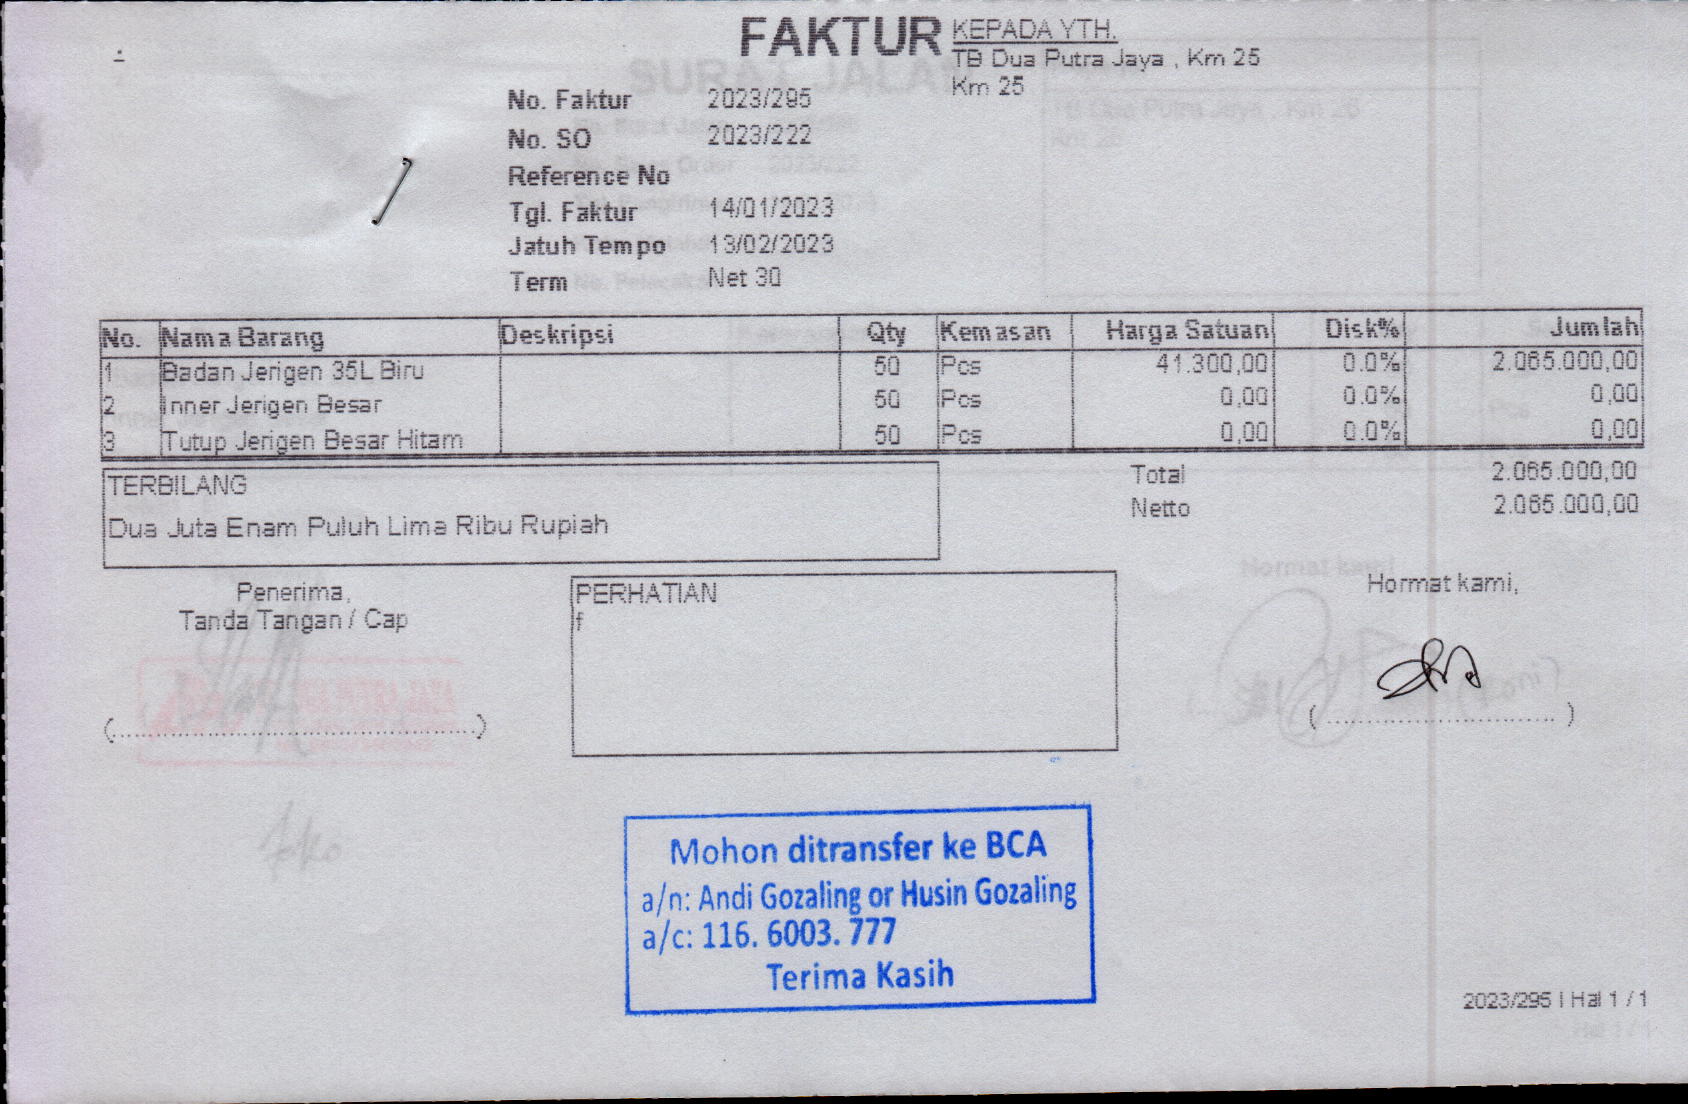 FAKTUR
KEPADA YTH.
TB Dua Putra Jaya , Km 25
Km 25
No. Faktur 2023/295
No. SO 2023/222
Reference No
Tgl. Faktur 14/01/2023
Jatuh Tempo 13/02/2023
Term Net 30
No. Nama Barang Deskripsi Qty Kemasan Harga Satuan Disk% Jumlah
1 Badan Jerigen 35L Biru 50 Pcs 41.300,00 0.0% 2.065.000,00
2 Inner Jerigen Besar 50 Pcs 0,00 0.0% 0,00
3 Tutup Jerigen Besar Hitam 50 Pcs 0,00 0.0% 0,00
TERBILANG
Dua Juta Enam Puluh Lima Ribu Rupiah
Total 2.065.000,00
Netto 2.065.000,00
Penerima,
Tanda Tangan / Cap
(........................................................)
PERHATIAN
f
Hormat kami,
(...................................)
Mohon ditransfer ke BCA
a/n: Andi Gozaling or Husin Gozaling
a/c: 116. 6003. 777
Terima Kasih
2023/295 | Hal 1 / 1